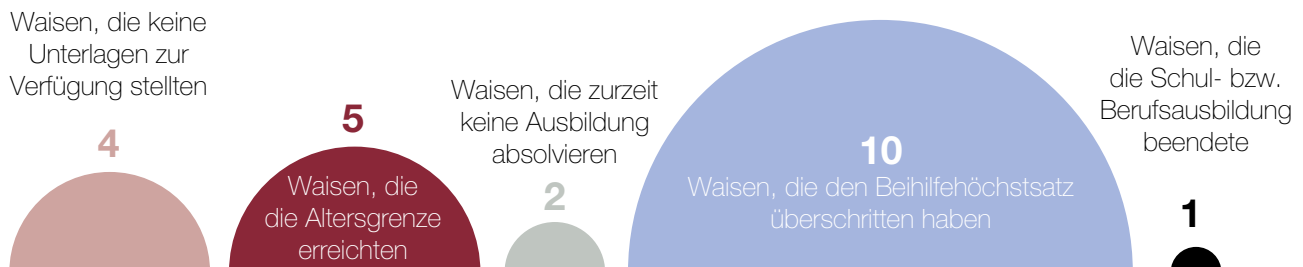 Waisen, die keine
Unterlagen zur
Verfügung stellten
4
5
Waisen, die
die Altersgrenze
erreichten
Waisen, die zurzeit
keine Ausbildung
absolvieren
2
10
Waisen, die den Beihilfehöchstsatz
überschritten haben
Waisen, die
die Schul- bzw.
Berufsausbildung
beendete
1